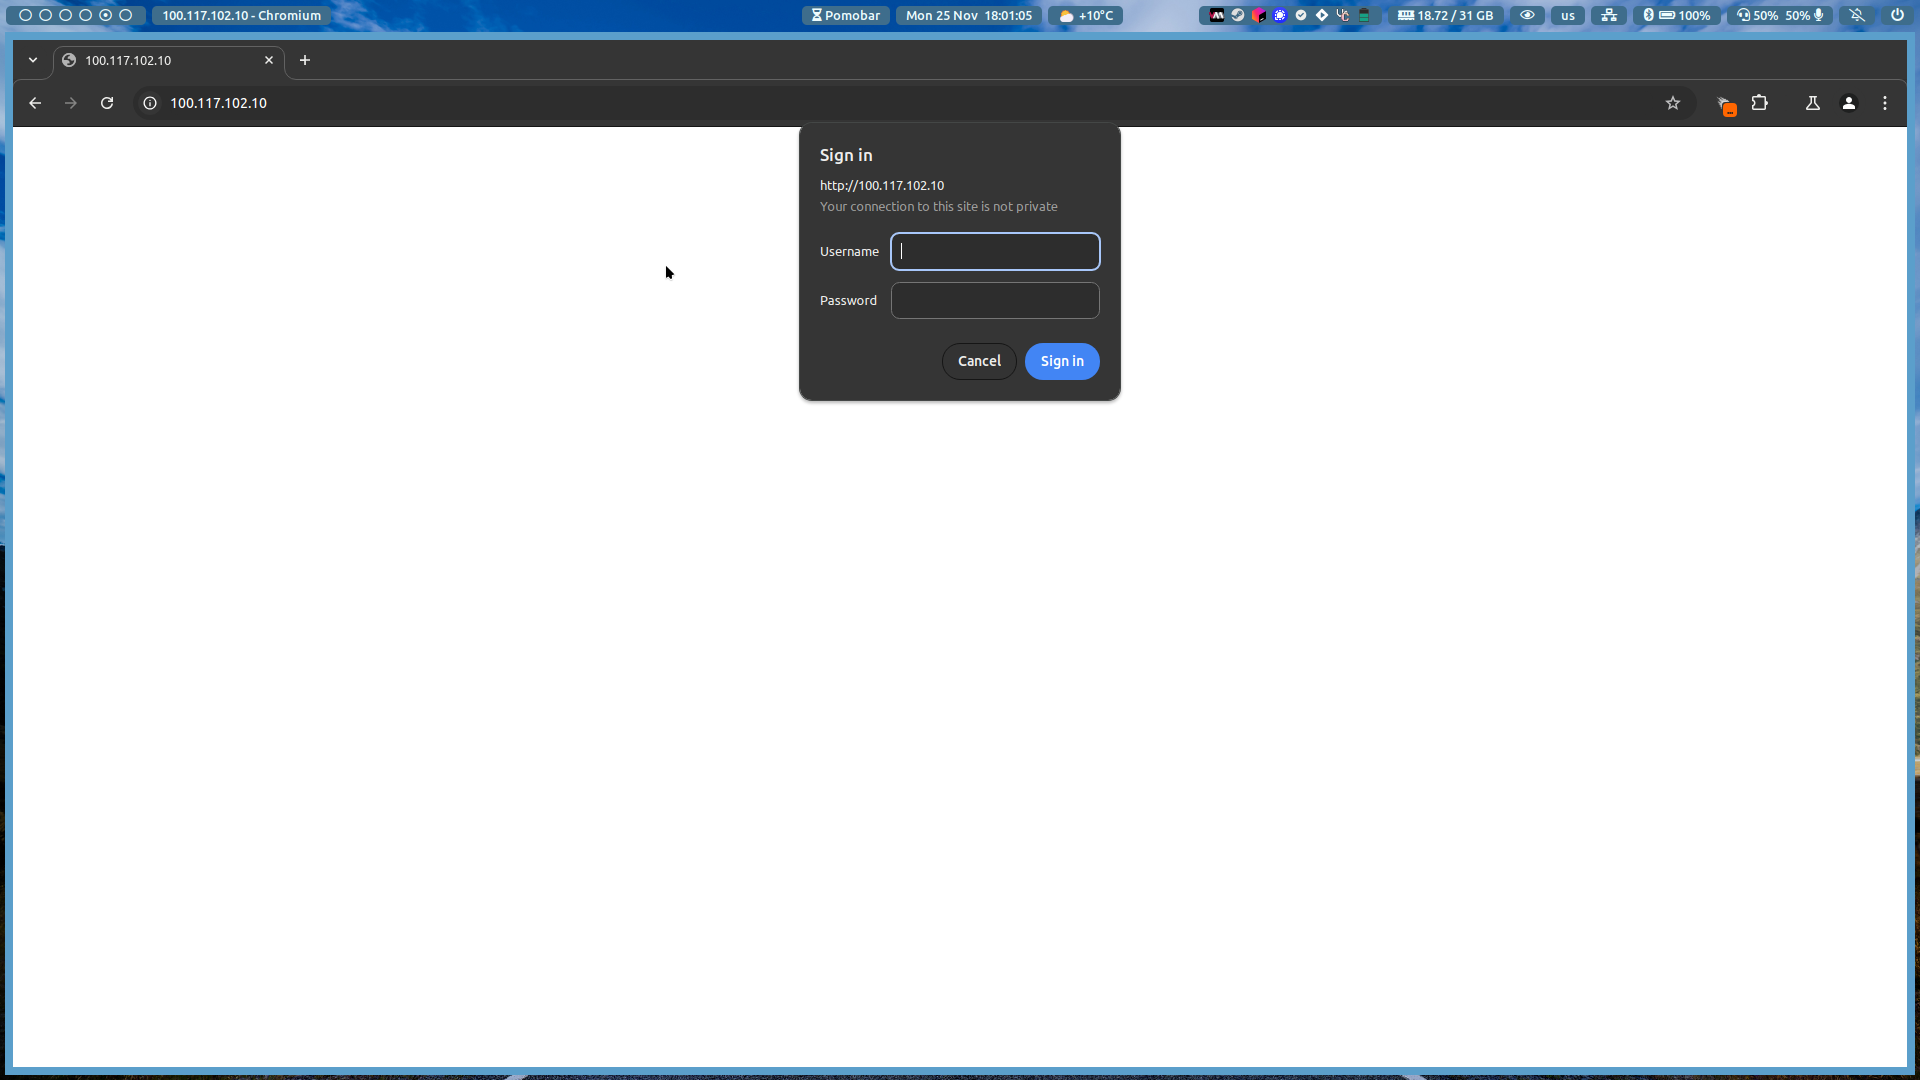 100.117.102.10 - Chromium
Pomobar
Mon 25 Nov 18:01:05
+10°C
18.72 / 31 GB
us
100%
50% 50%
100.117.102.10
100.117.102.10
Sign in
http://100.117.102.10
Your connection to this site is not private
Username
Password
Cancel
Sign in